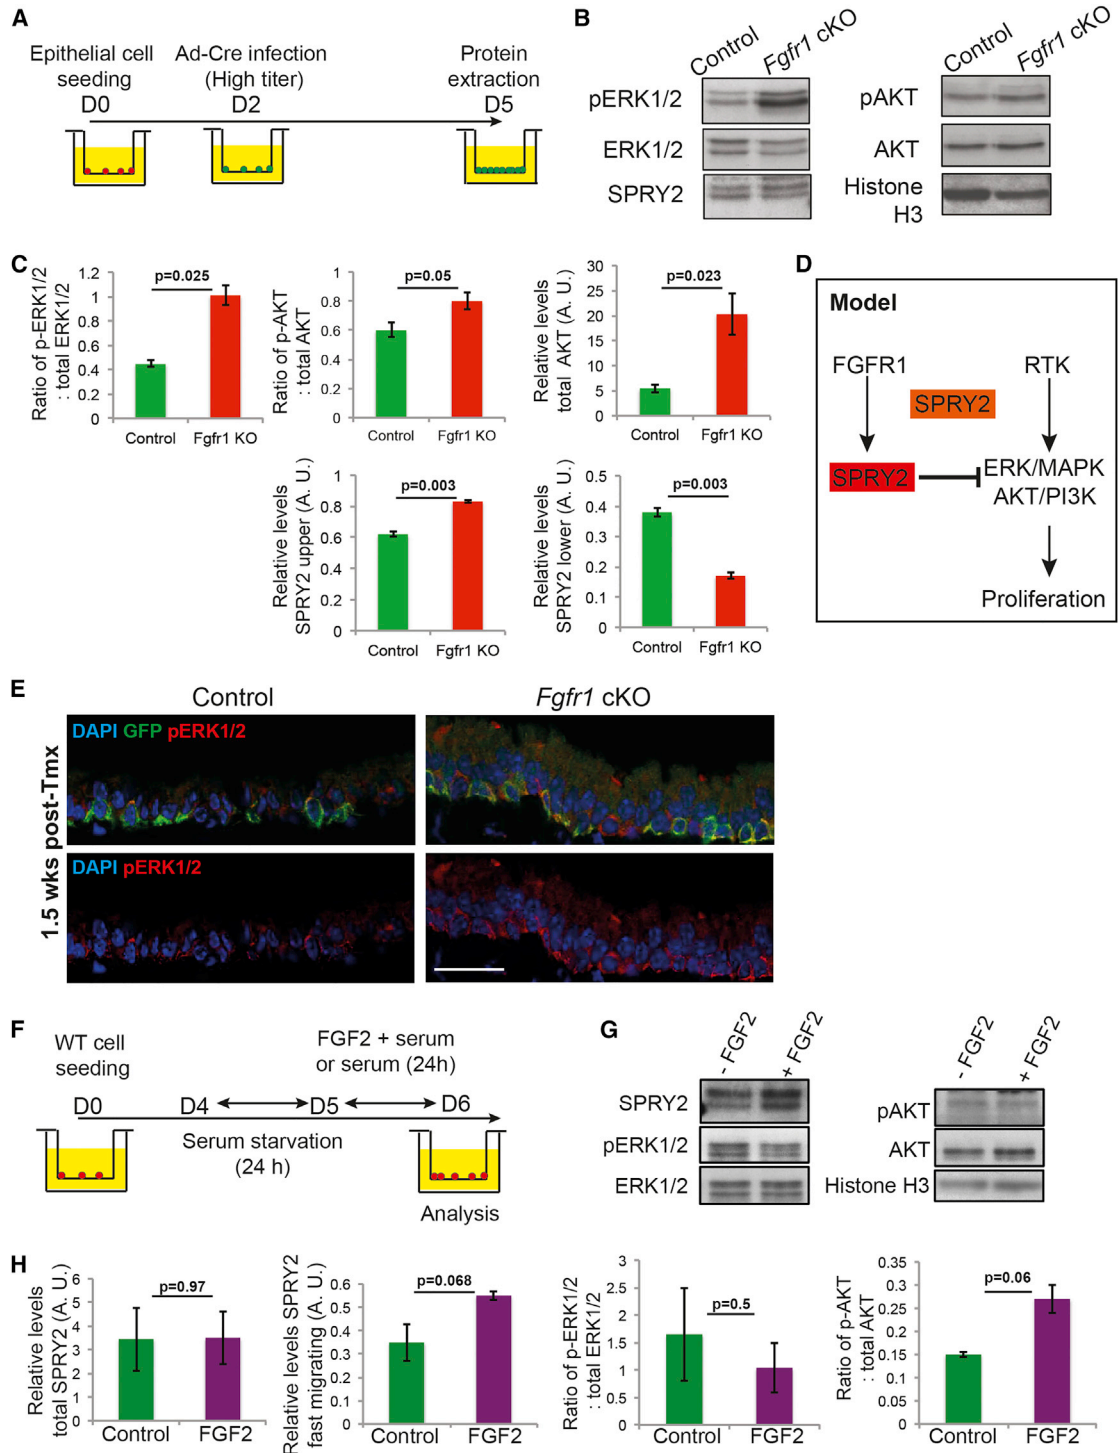 A
Epithelial cell
seeding
D0
Ad-Cre infection
(High titer)
D2
Protein
extraction
D5
B
Control
Fgfr1 cKO
pERK1/2
ERK1/2
SPRY2
Control
Fgfr1 cKO
pAKT
AKT
Histone
H3
C
Ratio of p-ERK1/2
: total ERK1/2
1.2
1
0.8
0.6
0.4
0.2
0
p=0.025
Control
Fgfr1 KO
Ratio of p-AKT
: total AKT
1
0.8
0.6
0.4
0.2
0
p=0.05
Control
Fgfr1 KO
Relative levels
total AKT (A. U.)
30
25
20
15
10
5
0
p=0.023
Control
Fgfr1 KO
Relative levels
SPRY2 upper (A. U.)
1
0.8
0.6
0.4
0.2
0
p=0.003
Control
Fgfr1 KO
Relative levels
SPRY2 lower (A. U.)
0.5
0.4
0.3
0.2
0.1
0
p=0.003
Control
Fgfr1 KO
D
Model
FGFR1
RTK
SPRY2
SPRY2
ERK/MAPK
AKT/PI3K
Proliferation
E
Control
Fgfr1 cKO
1.5 wks post-Tmx
DAPI GFP pERK1/2
DAPI pERK1/2
F
WT cell
seeding
FGF2 + serum
or serum (24h)
D0
D4
D5
D6
Serum starvation
(24 h)
Analysis
G
- FGF2
+ FGF2
SPRY2
pERK1/2
ERK1/2
- FGF2
+ FGF2
pAKT
AKT
Histone H3
H
Relative levels
total SPRY2 (A. U.)
6
5
4
3
2
1
0
p=0.97
Control
FGF2
Relative levels SPRY2
fast migrating (A. U.)
0.6
0.5
0.4
0.3
0.2
0.1
0
p=0.068
Control
FGF2
Ratio of p-ERK1/2
: total ERK1/2
3
2.5
2
1.5
1
0.5
0
p=0.5
Control
FGF2
Ratio of p-AKT
: total AKT
0.35
0.3
0.25
0.2
0.15
0.1
0.05
0
p=0.06
Control
FGF2